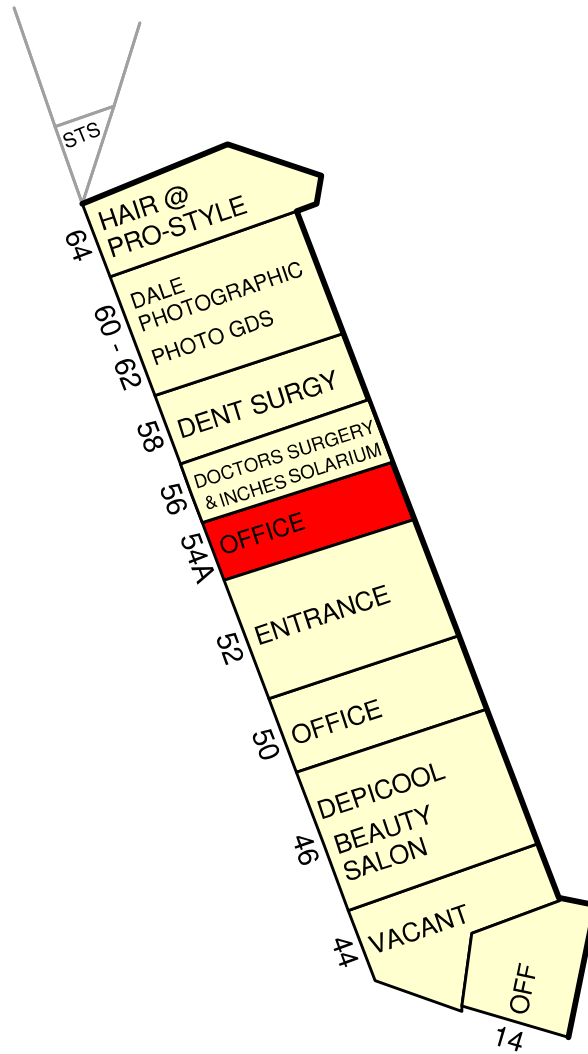 STS
HAIR @
PRO-STYLE
64
DALE
PHOTOGRAPHIC
PHOTO GDS
60 - 62
DENT SURGY
58
DOCTORS SURGERY
& INCHES SOLARIUM
56
OFFICE
54A
ENTRANCE
52
OFFICE
50
DEPICOOL
BEAUTY
SALON
46
VACANT
44
OFF
14